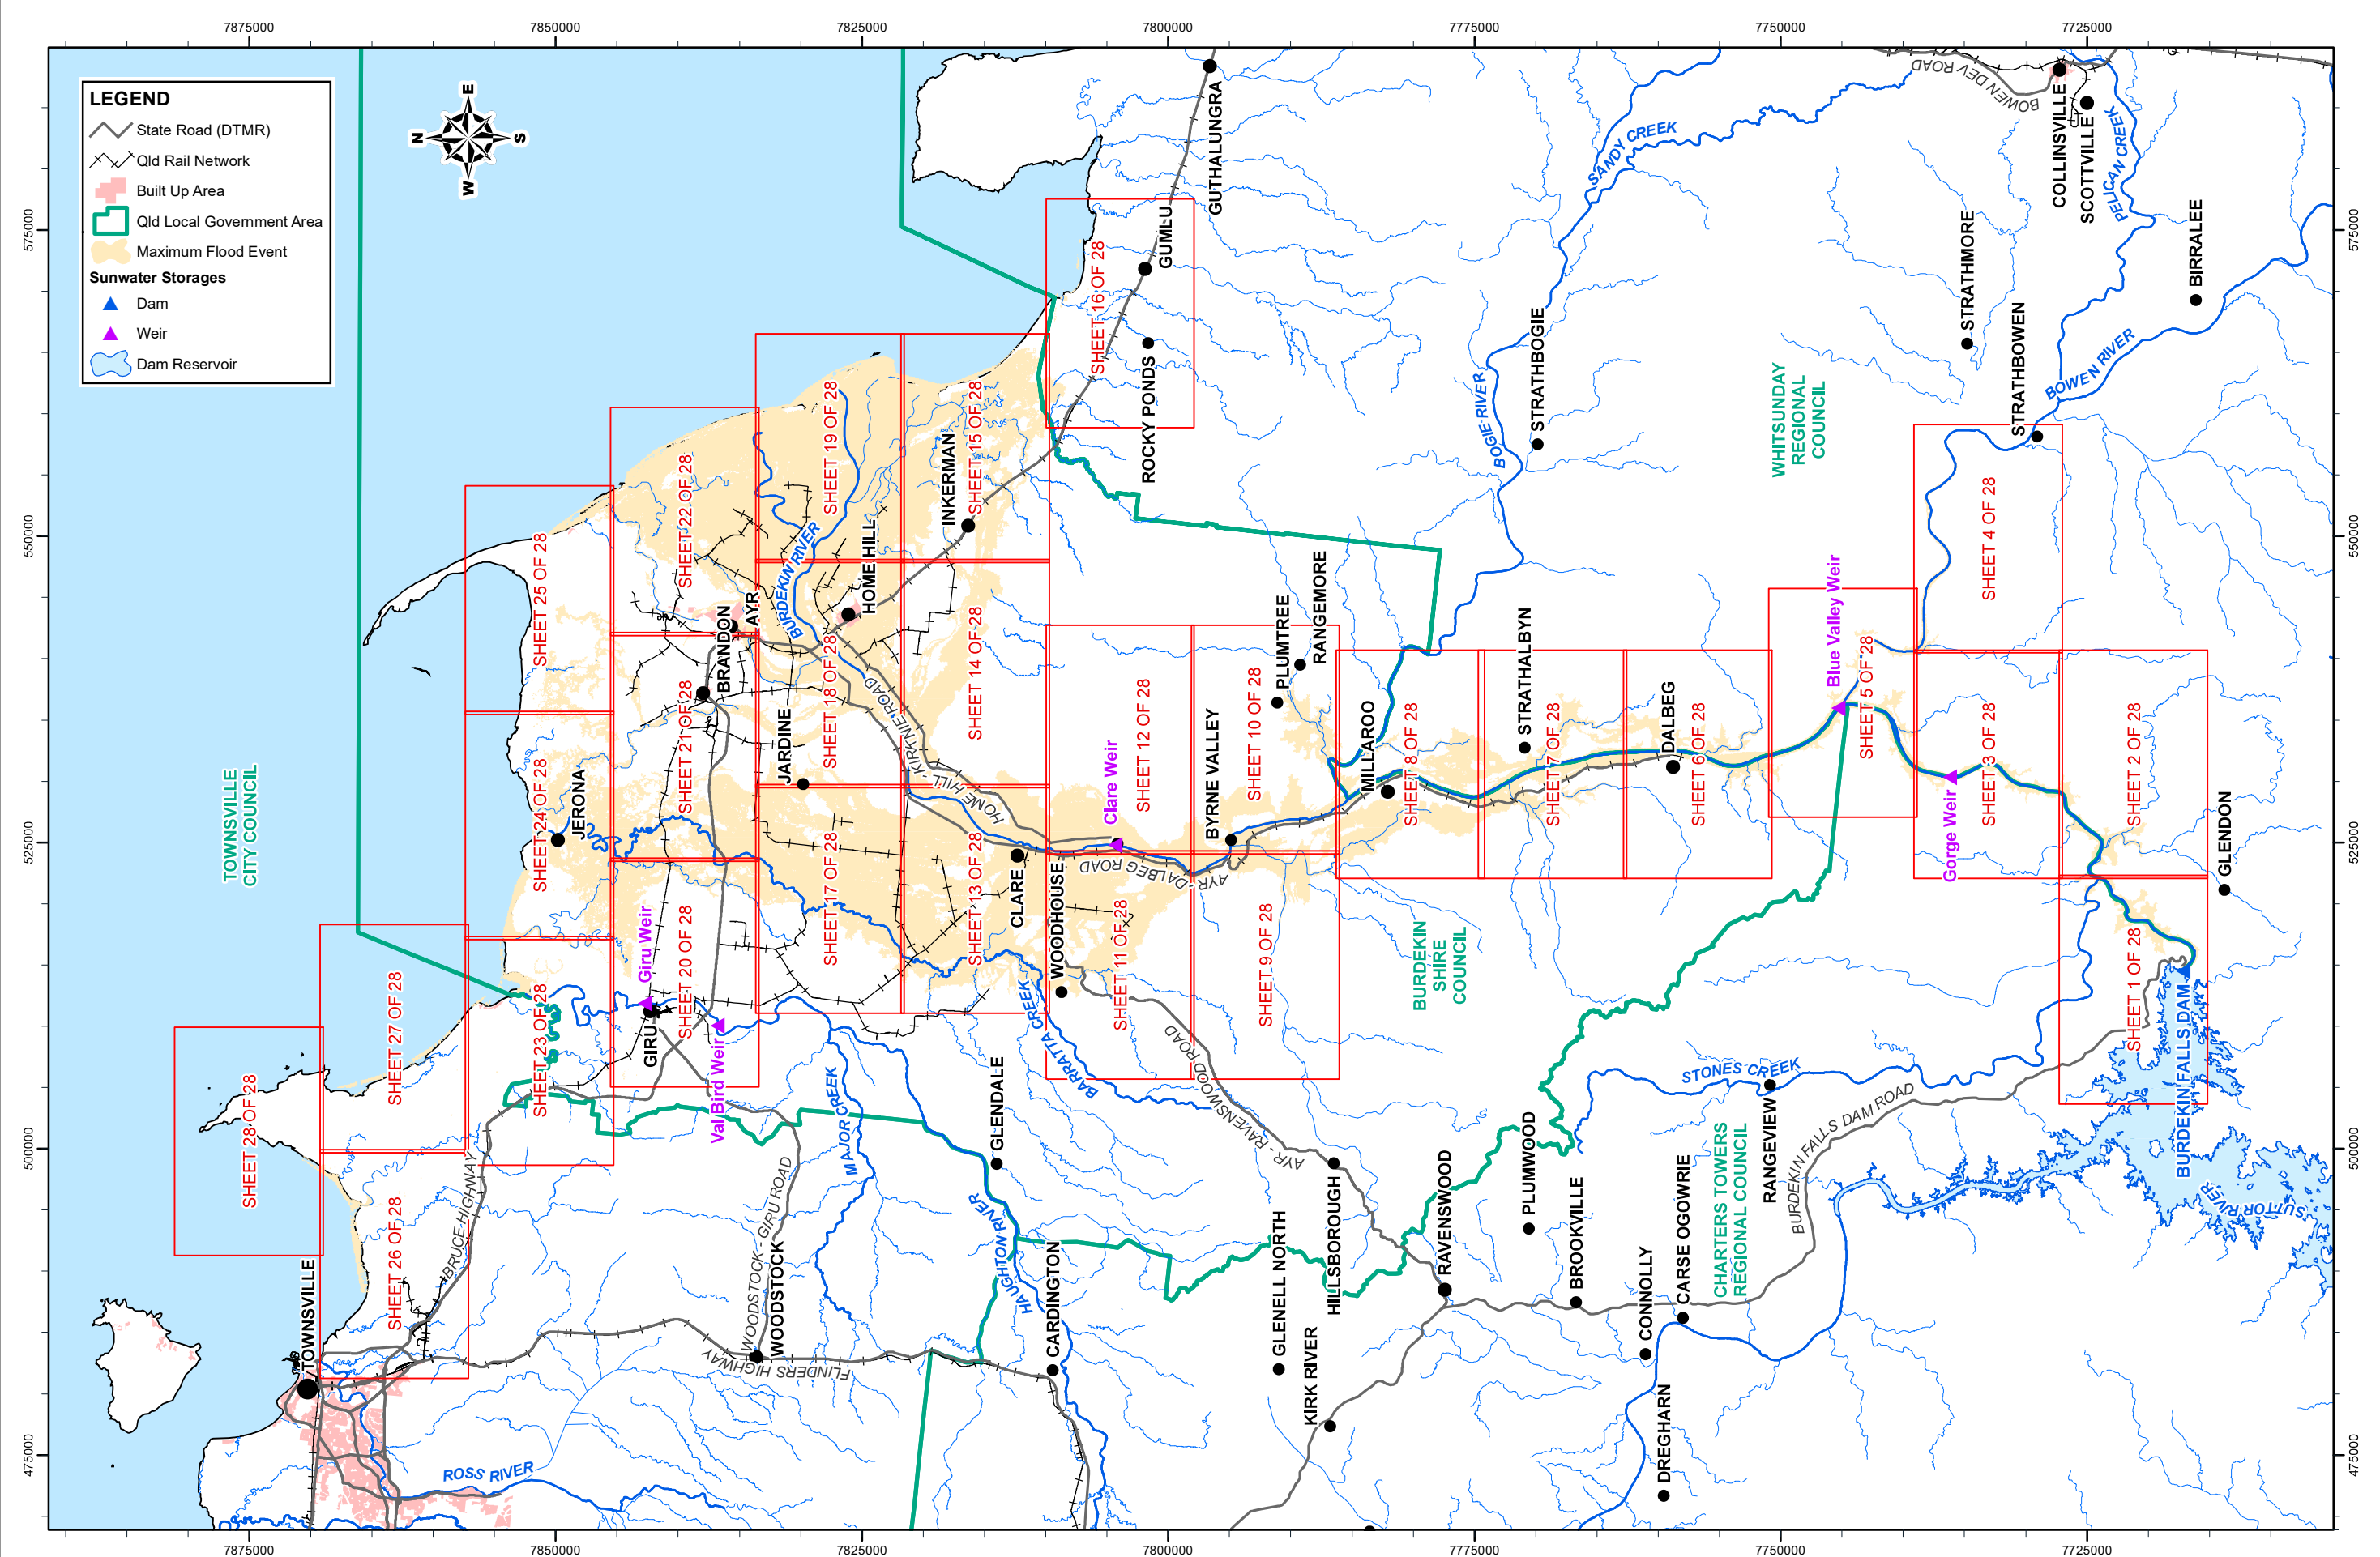 7875000
7850000
7825000
7800000
7775000
7750000
7725000
LEGEND
State Road (DTMR)
Qld Rail Network
Built Up Area
Qld Local Government Area
Maximum Flood Event
Sunwater Storages
Dam
Weir
Dam Reservoir
E
N
S
W
575000
550000
525000
500000
475000
575000
550000
525000
500000
475000
BOWEN DEV ROAD
COLLINSVILLE
SCOTTVILLE
PELICAN CREEK
BIRRALEE
STRATHMORE
STRATHBOWEN
BOWEN RIVER
SANDY CREEK
GUTHALUNGRA
GUMLU
SHEET 16 OF 28
ROCKY PONDS
STRATHBOGIE
BOGIE RIVER
WHITSUNDAY
REGIONAL
COUNCIL
SHEET 19 OF 28
SHEET 15 OF 28
INKERMAN
SHEET 22 OF 28
SHEET 25 OF 28
BURDEKIN RIVER
HOME HILL
AYR
BRANDON
SHEET 4 OF 28
Blue Valley Weir
SHEET 5 OF 28
RANGEMORE
PLUMTREE
STRATHALBYN
SHEET 14 OF 28
SHEET 18 OF 28
SHEET 21 OF 28
JARDINE
HOME HILL - KIRKNIE ROAD
SHEET 12 OF 28
SHEET 10 OF 28
Clare Weir
BYRNE VALLEY
MILLAROO
SHEET 8 OF 28
SHEET 7 OF 28
DALBEG
SHEET 6 OF 28
SHEET 3 OF 28
SHEET 2 OF 28
Gorge Weir
GLENDON
TOWNSVILLE
CITY COUNCIL
JERONA
SHEET 24 OF 28
SHEET 17 OF 28
SHEET 13 OF 28
CLARE
AYR - DALBEG ROAD
WOODHOUSE
SHEET 11 OF 28
SHEET 9 OF 28
BURDEKIN
SHIRE
COUNCIL
SHEET 1 OF 28
BURDEKIN FALLS DAM
Giru Weir
SHEET 20 OF 28
GIRU
Val Bird Weir
SHEET 23 OF 28
SHEET 27 OF 28
SHEET 28 OF 28
SHEET 26 OF 28
BARRATTA CREEK
MAJOR CREEK
GLENDALE
AYR - RAVENSWOOD ROAD
STONES CREEK
RANGEVIEW
BURDEKIN FALLS DAM ROAD
PLUMWOOD
CHARTERS TOWERS
REGIONAL COUNCIL
SUTTOR RIVER
BRUCE HIGHWAY
WOODSTOCK - GIRU ROAD
WOODSTOCK
FLINDERS HIGHWAY
HAUGHTON RIVER
CARDINGTON
GLENELL NORTH
HILLSBOROUGH
RAVENSWOOD
BROOKVILLE
CONNOLLY
CARSE OGOWRIE
KIRK RIVER
DREGHARN
TOWNSVILLE
ROSS RIVER
7875000
7850000
7825000
7800000
7775000
7750000
7725000